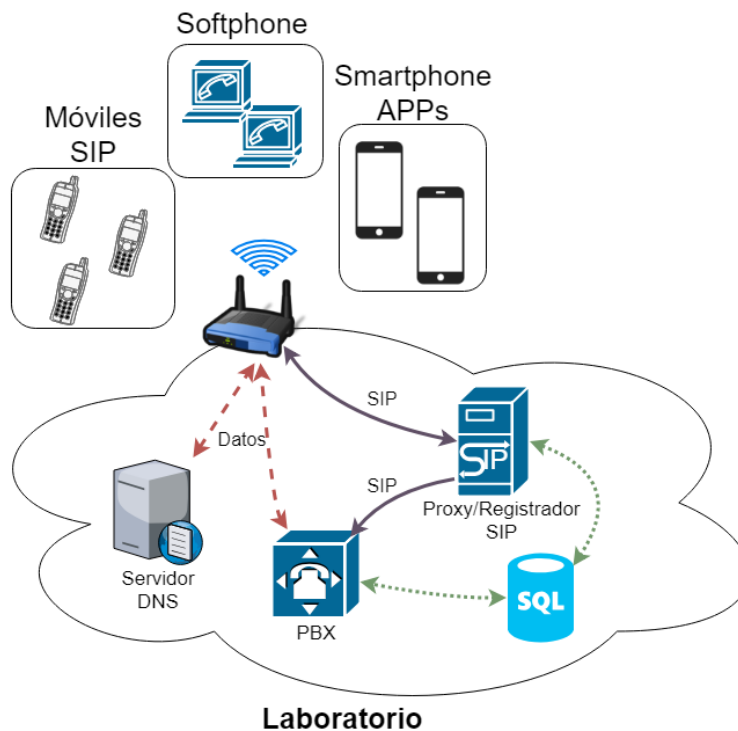 Softphone
Smartphone
APPs
Móviles
SIP
SIP
Datos
SIP
SIP
Proxy/Registrador
SIP
Servidor
DNS
PBX
SQL
Laboratorio